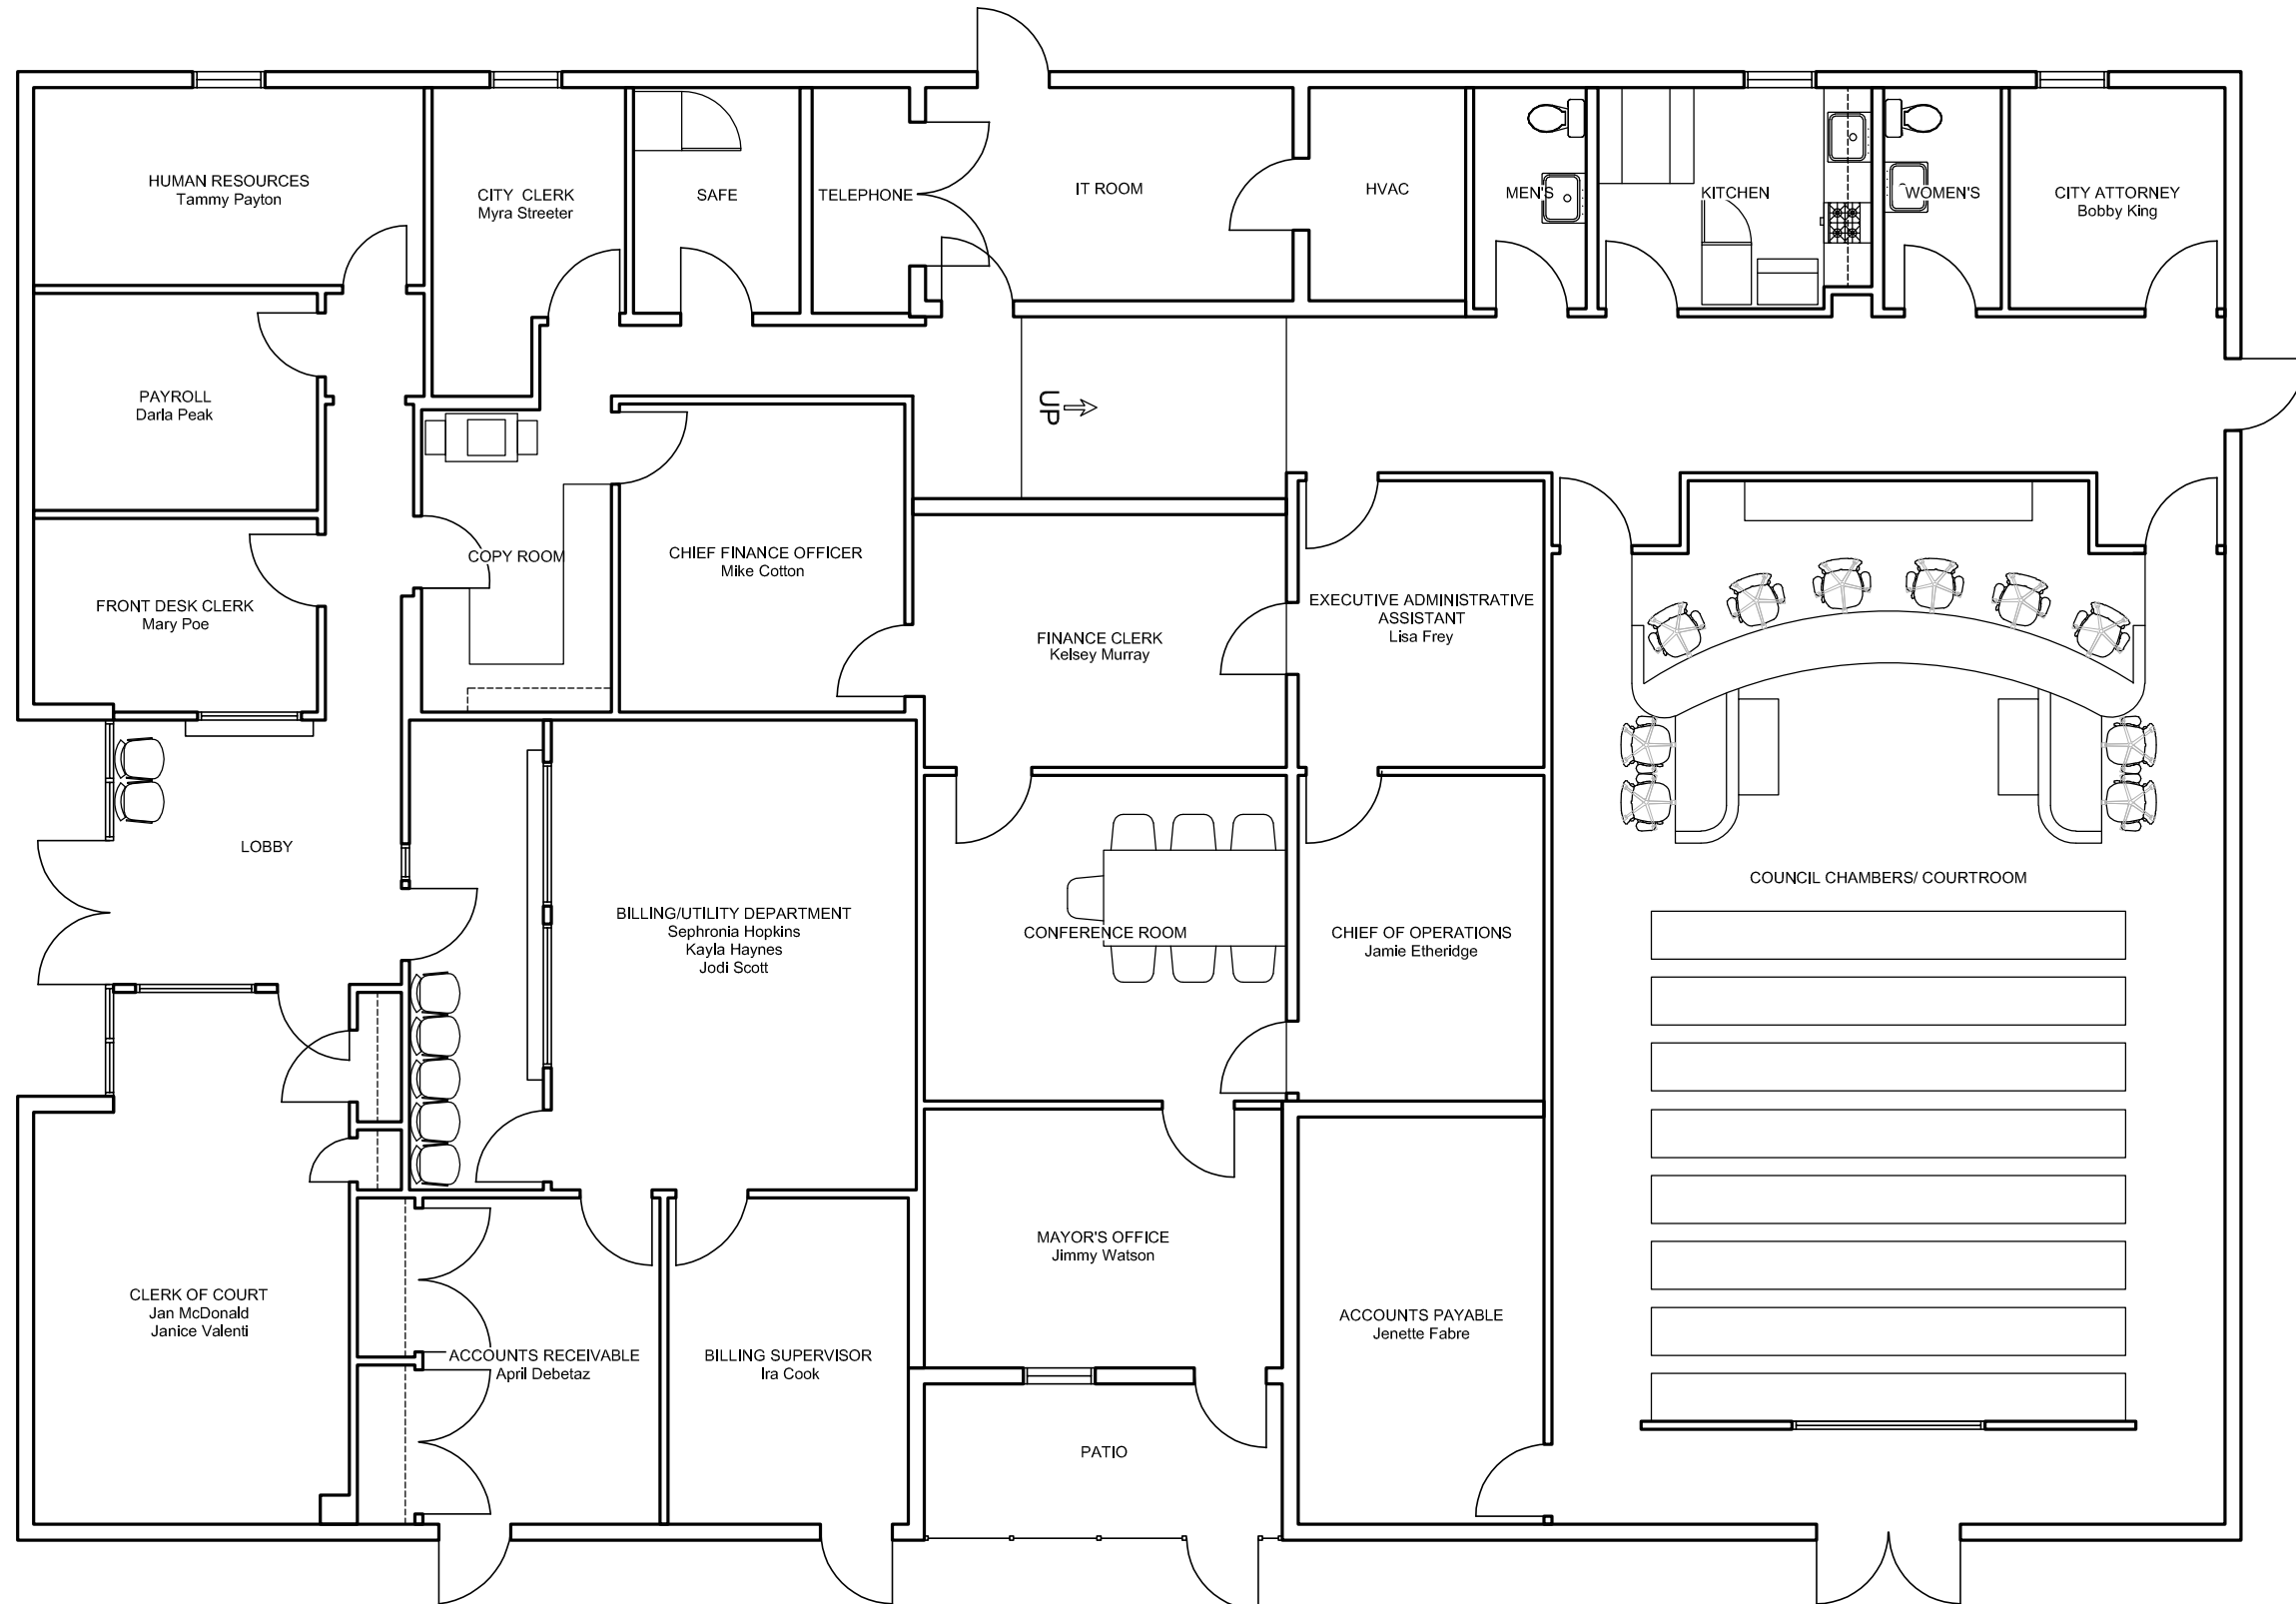 HUMAN RESOURCES
Tammy Payton
CITY CLERK
Myra Streeter
SAFE
TELEPHONE
IT ROOM
HVAC
MEN'S
KITCHEN
WOMEN'S
CITY ATTORNEY
Bobby King
PAYROLL
Darla Peak
UP
COPY ROOM
CHIEF FINANCE OFFICER
Mike Cotton
FRONT DESK CLERK
Mary Poe
FINANCE CLERK
Kelsey Murray
EXECUTIVE ADMINISTRATIVE
ASSISTANT
Lisa Frey
LOBBY
BILLING/UTILITY DEPARTMENT
Sephronia Hopkins
Kayla Haynes
Jodi Scott
CONFERENCE ROOM
CHIEF OF OPERATIONS
Jamie Etheridge
COUNCIL CHAMBERS/ COURTROOM
CLERK OF COURT
Jan McDonald
Janice Valenti
ACCOUNTS RECEIVABLE
April Debetaz
BILLING SUPERVISOR
Ira Cook
MAYOR'S OFFICE
Jimmy Watson
ACCOUNTS PAYABLE
Jenette Fabre
PATIO